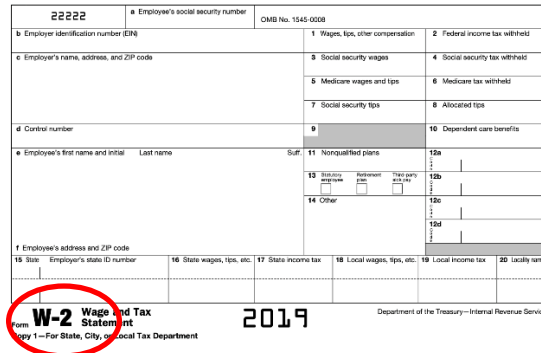 22222
a Employee's social security number
OMB No. 1545-0008
b Employer identification number (EIN)
1 Wages, tips, other compensation
2 Federal income tax withheld
c Employer's name, address, and ZIP code
3 Social security wages
4 Social security tax withheld
5 Medicare wages and tips
6 Medicare tax withheld
7 Social security tips
8 Allocated tips
d Control number
9
10 Dependent care benefits
e Employee's first name and initial Last name Suff.
11 Nonqualified plans
12a
13 Statutory employee Retirement plan Third-party sick pay
12b
14 Other
12c
12d
f Employee's address and ZIP code
15 State Employer's state ID number
16 State wages, tips, etc.
17 State income tax
18 Local wages, tips, etc.
19 Local income tax
20 Locality nam
Form W-2 Wage and Tax Statement
2019
Department of the Treasury—Internal Revenue Servic
Copy 1—For State, City, or Local Tax Department